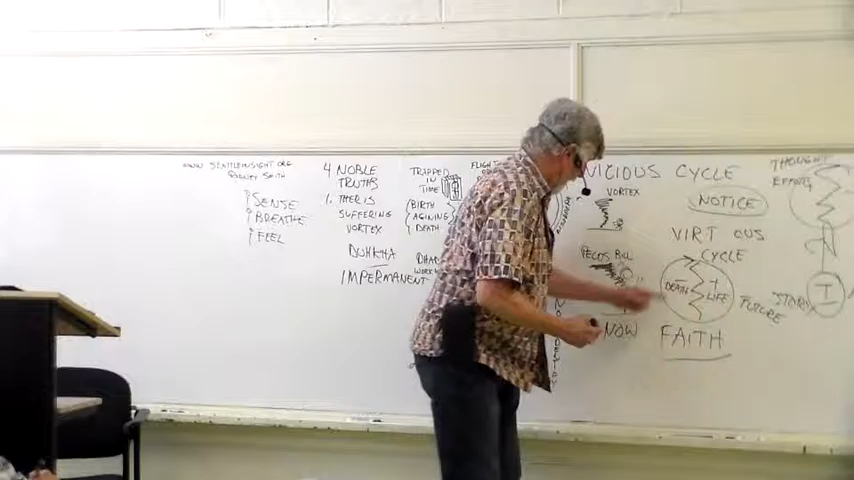 WWW SEATTLEINSIGHT.ORG
RODNEY SMITH
SENSE
BREATHE
FEEL
4 NOBLE
TRUTHS
1. THERE IS
SUFFERING
VORTEX
DUHKHA
IMPERMANENT
TRAPPED
IN
TIME
BIRTH
AGEING
DEATH
FLIGHT
VICIOUS CYCLE
VORTEX
PECOS BILL
NOW
NOTICE
VIRT OUS
CYCLE
DEATH
I
LIFE
FUTURE
FAITH
THOUGHT
STORY
I